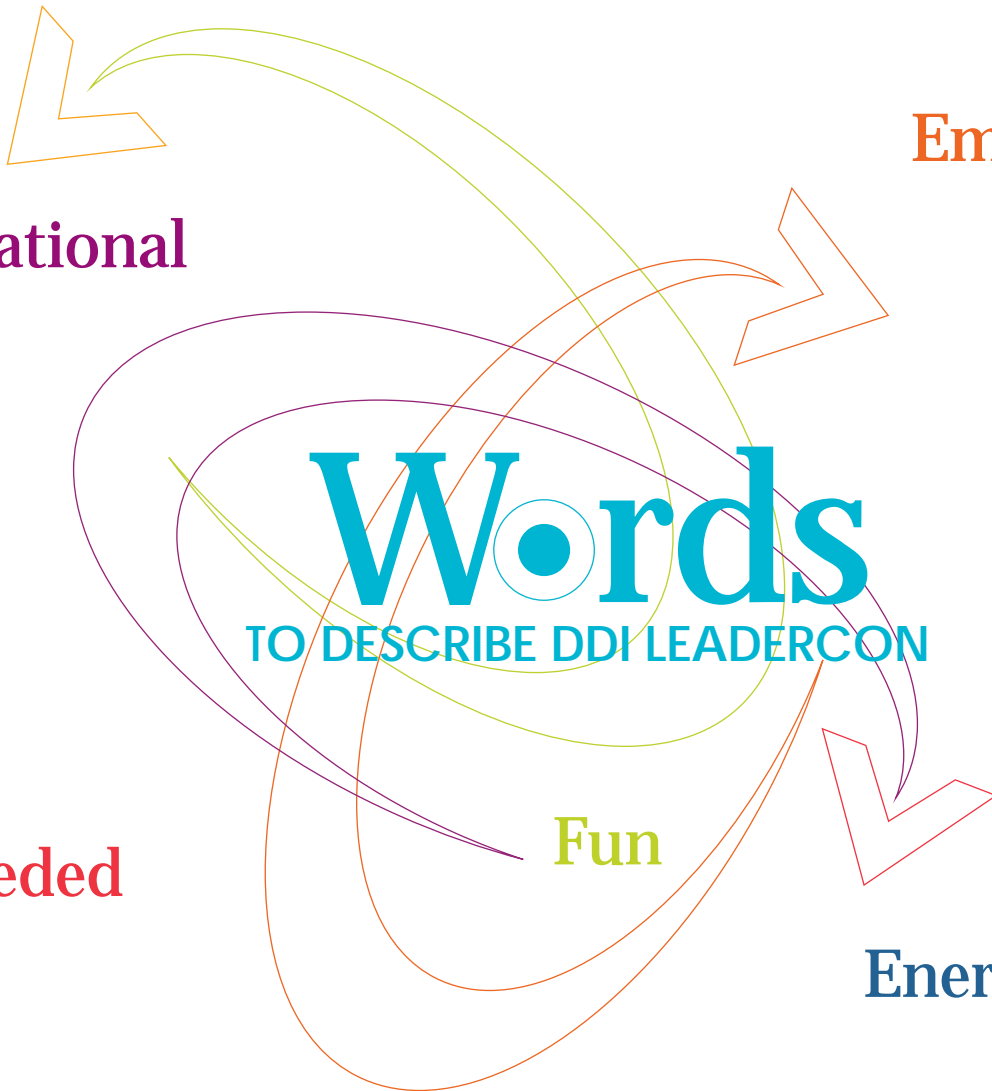 Em
ational
Words
TO DESCRIBE DDI LEADERCON
Fun
eded
Ener